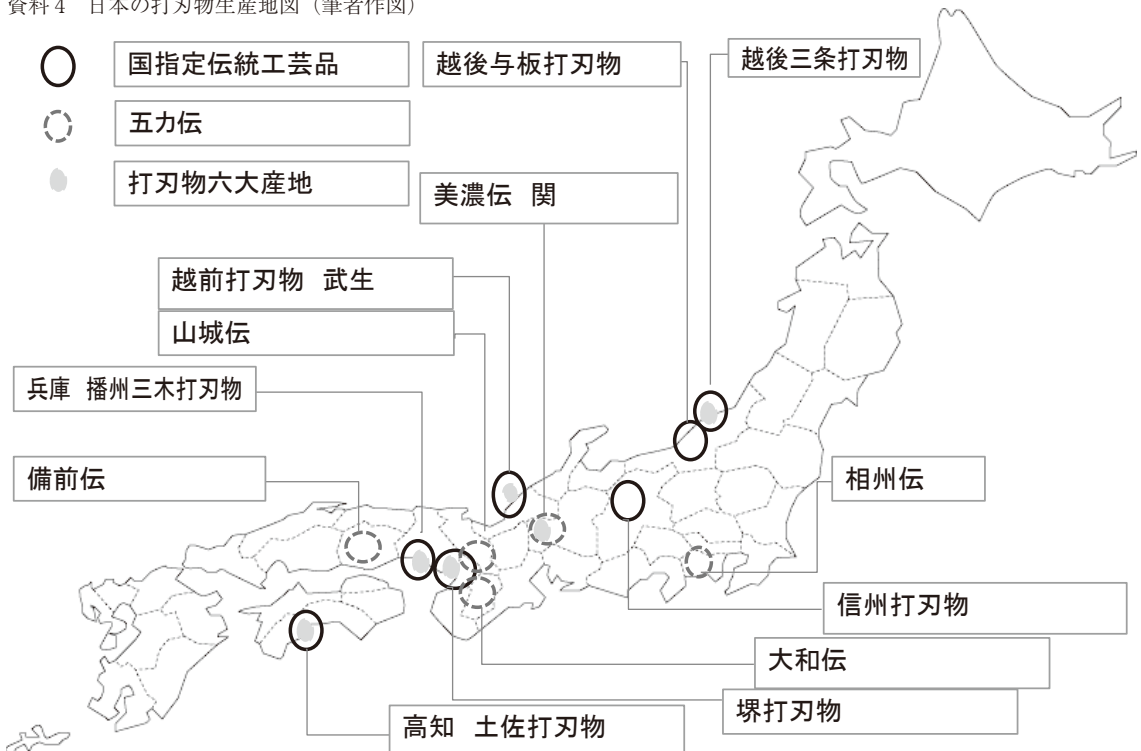 資料4 日本の打刃物生産地図（筆者作図）
国指定伝統工芸品
五力伝
打刃物六大産地
越後与板打刃物
越後三条打刃物
美濃伝 関
越前打刃物 武生
山城伝
兵庫 播州三木打刃物
備前伝
相州伝
信州打刃物
大和伝
堺打刃物
高知 土佐打刃物